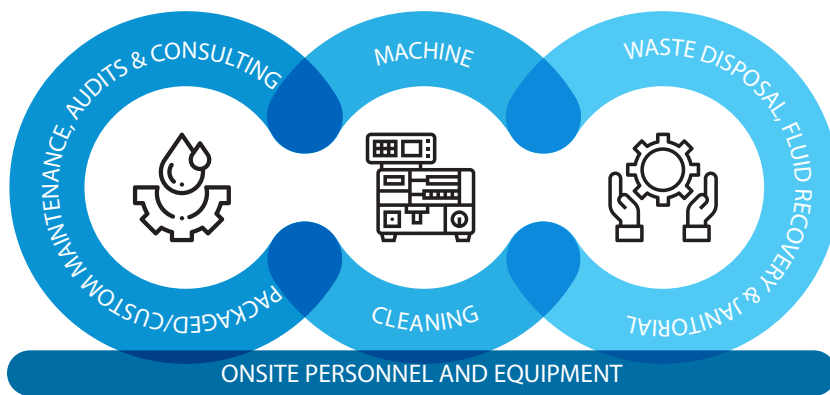 PACKAGED/CUSTOM MAINTENANCE, AUDITS & CONSULTING
MACHINE
CLEANING
WASTE DISPOSAL, FLUID RECOVERY & JANITORIAL
ONSITE PERSONNEL AND EQUIPMENT